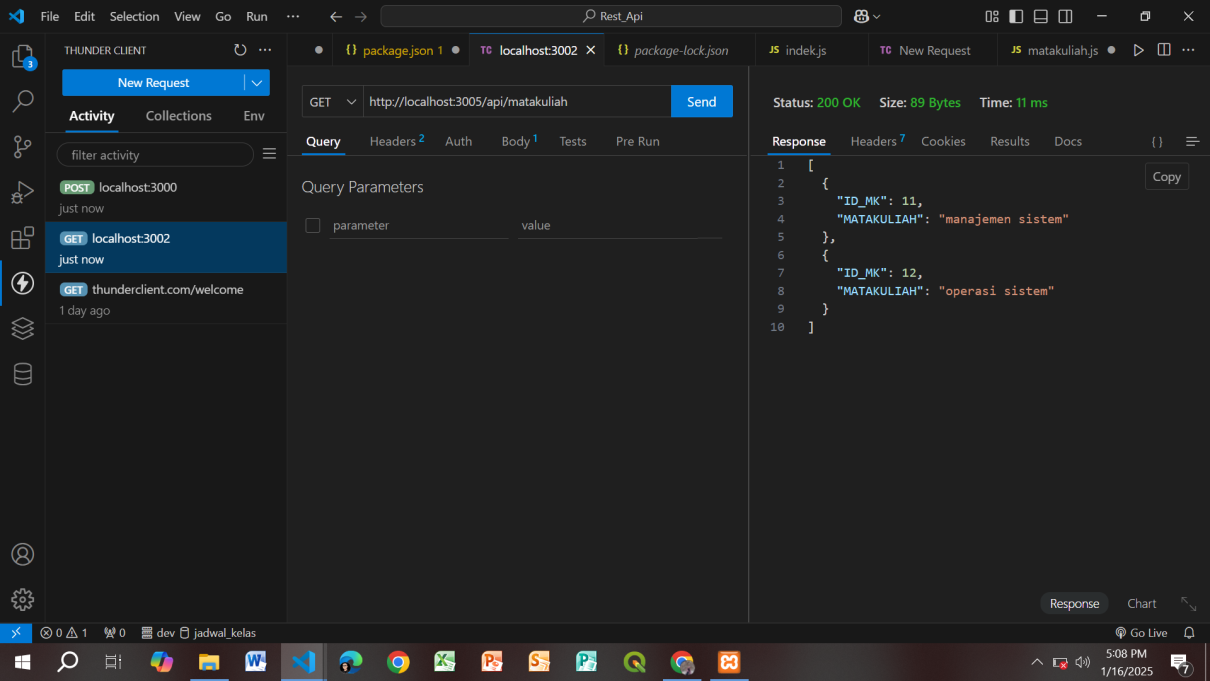 File Edit Selection View Go Run ··· Rest_Api
THUNDER CLIENT
{} package.json 1 TC localhost:3002 {} package-lock.json JS indek.js TC New Request JS matakuliah.js
3
New Request
Activity Collections Env
filter activity
POST localhost:3000
just now
GET localhost:3002
just now
GET thunderclient.com/welcome
1 day ago
GET http://localhost:3005/api/matakuliah Send
Query Headers 2 Auth Body 1 Tests Pre Run
Query Parameters
parameter value
Status: 200 OK Size: 89 Bytes Time: 11 ms
Response Headers 7 Cookies Results Docs {}
Copy
1 [
2 {
3 "ID_MK": 11,
4 "MATAKULIAH": "manajemen sistem"
5 },
6 {
7 "ID_MK": 12,
8 "MATAKULIAH": "operasi sistem"
9 }
10 ]
Response Chart
0 1 0 dev jadwal_kelas Go Live
5:08 PM
1/16/2025
7